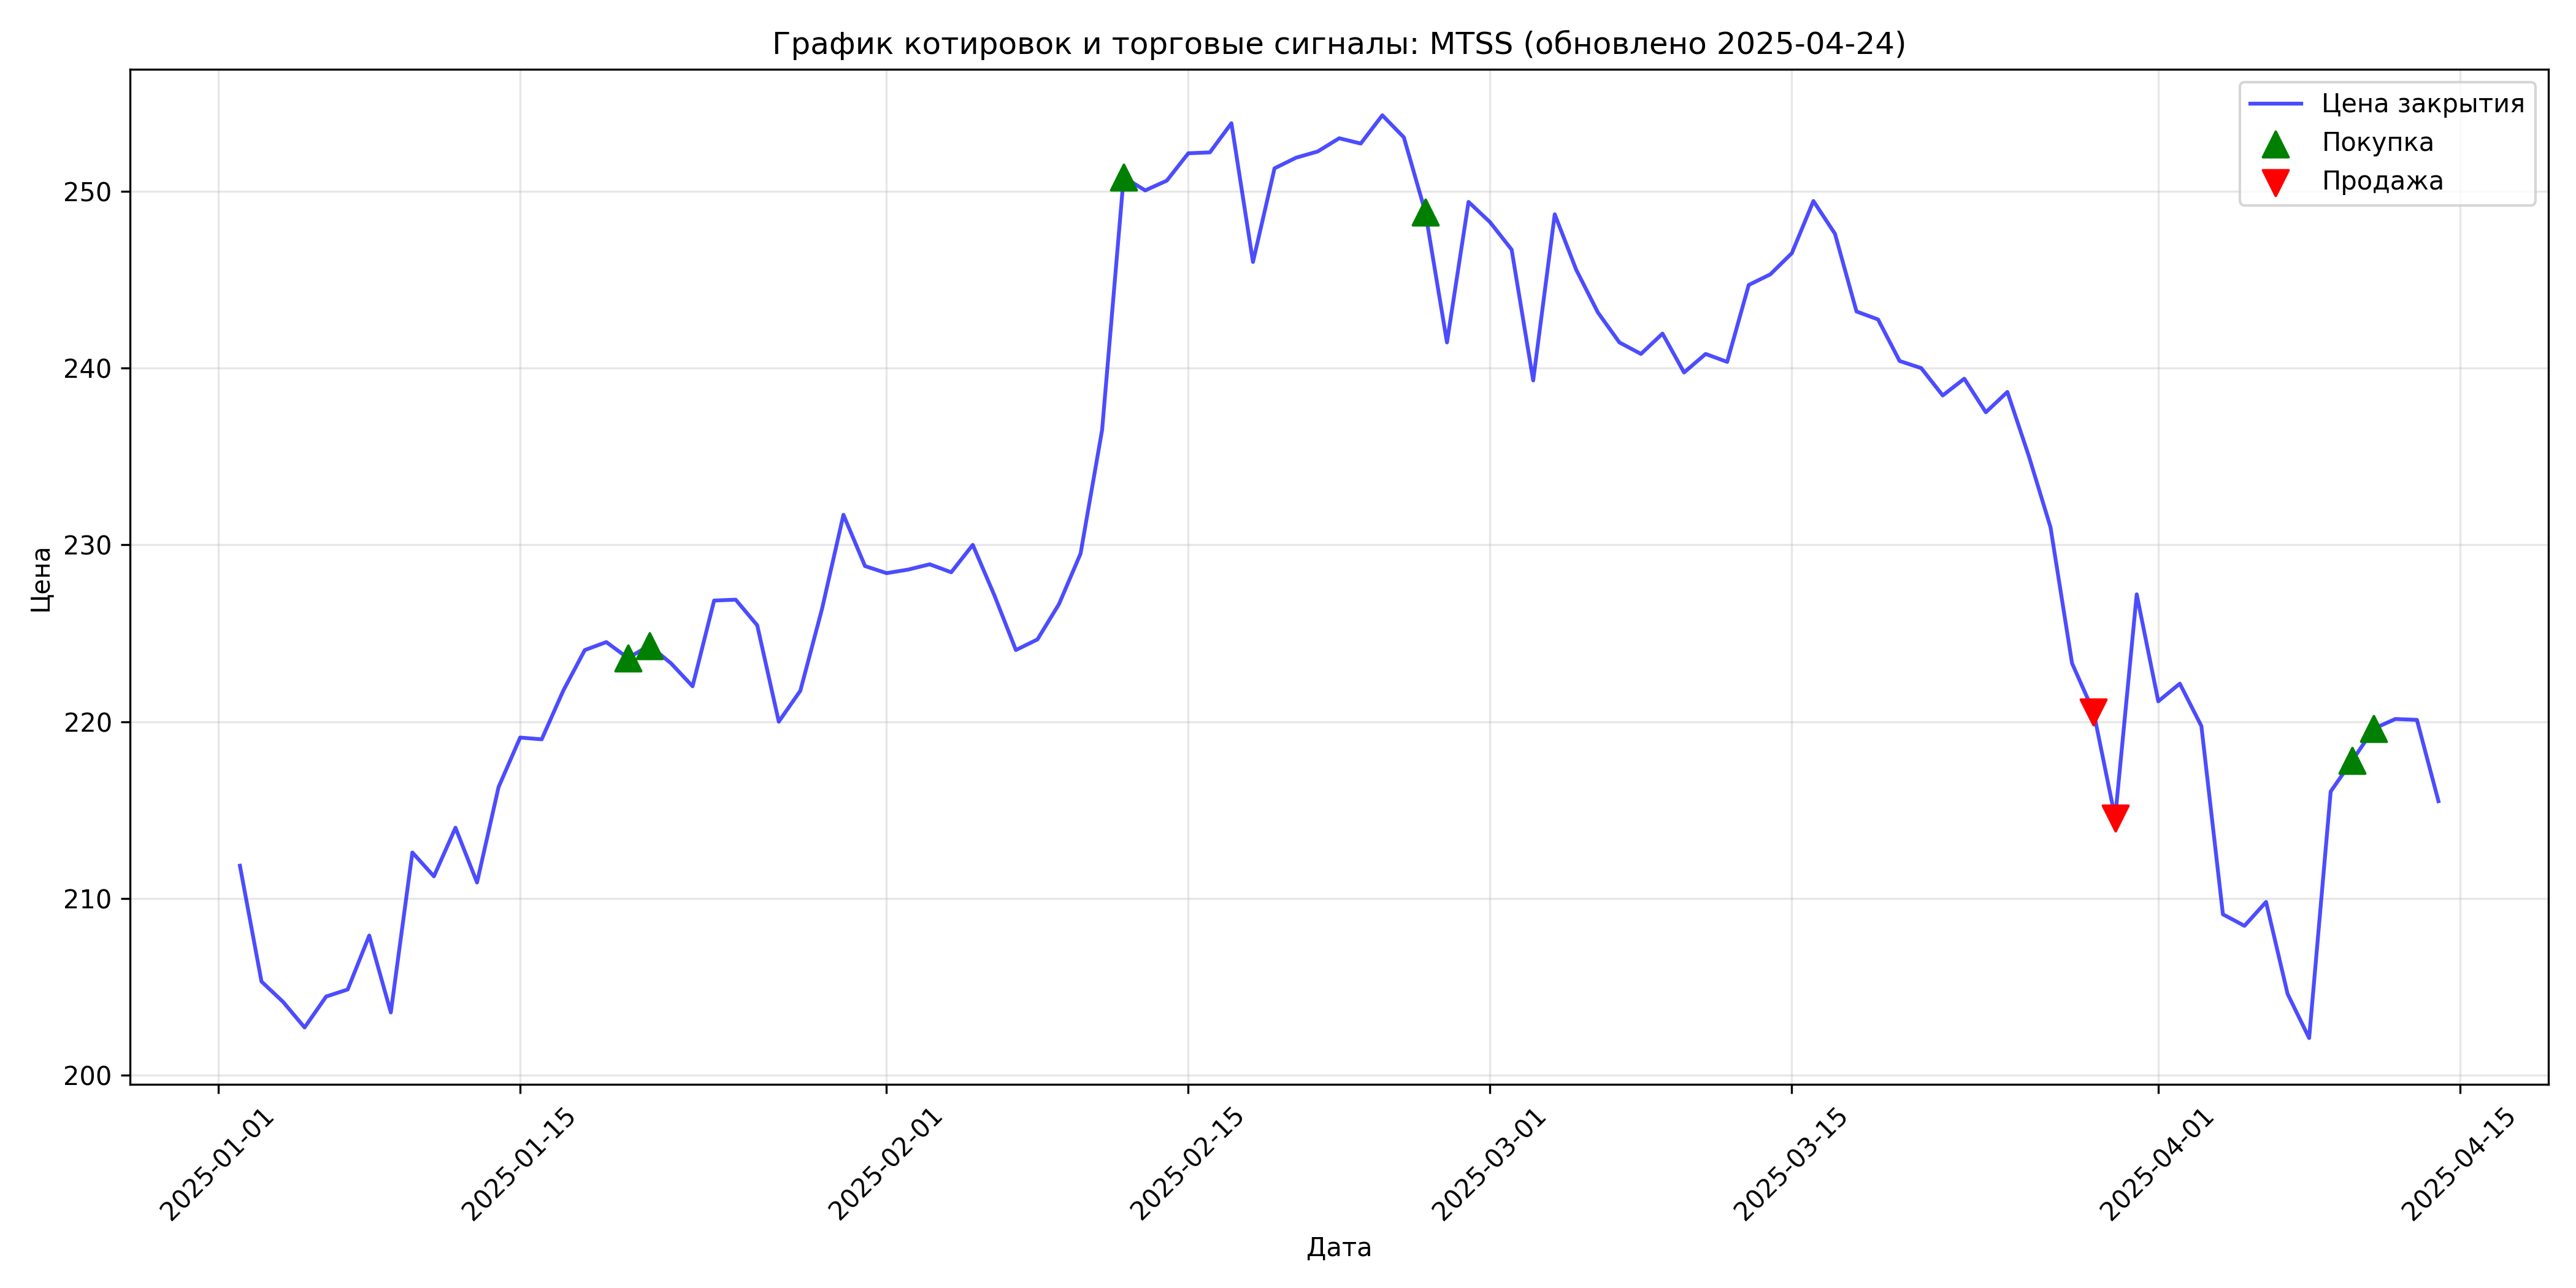 График котировок и торговые сигналы: MTSS (обновлено 2025-04-24)
Цена закрытия
Покупка
Продажа
Цена
250
240
230
220
210
200
2025-01-01
2025-01-15
2025-02-01
2025-02-15
2025-03-01
2025-03-15
2025-04-01
2025-04-15
Дата